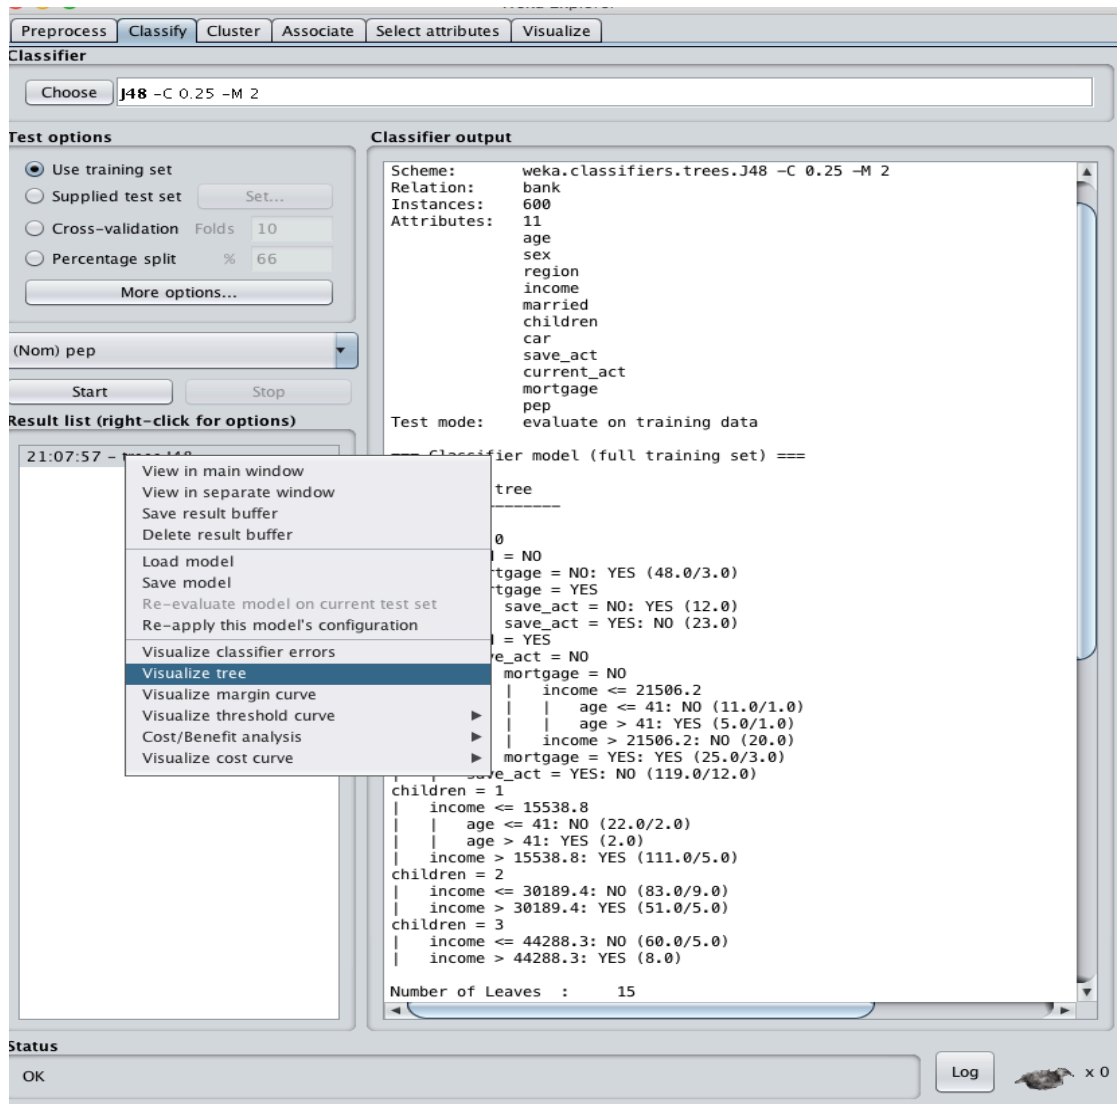 Preprocess Classify Cluster Associate Select attributes Visualize
Classifier
Choose J48 -C 0.25 -M 2
Test options
Use training set
Supplied test set Set...
Cross-validation Folds 10
Percentage split % 66
More options...
(Nom) pep
Start Stop
Result list (right-click for options)
21:07:57 -
View in main window
View in separate window
Save result buffer
Delete result buffer
Load model
Save model
Re-evaluate model on current test set
Re-apply this model's configuration
Visualize classifier errors
Visualize tree
Visualize margin curve
Visualize threshold curve
Cost/Benefit analysis
Visualize cost curve
Classifier output
Scheme: weka.classifiers.trees.J48 -C 0.25 -M 2
Relation: bank
Instances: 600
Attributes: 11
age
sex
region
income
married
children
car
save_act
current_act
mortgage
pep
Test mode: evaluate on training data
=== Classifier model (full training set) ===
tree
------
0
= NO
tgage = NO: YES (48.0/3.0)
tgage = YES
save_act = NO: YES (12.0)
save_act = YES: NO (23.0)
= YES
e_act = NO
mortgage = NO
| income <= 21506.2
| | age <= 41: NO (11.0/1.0)
| | age > 41: YES (5.0/1.0)
| income > 21506.2: NO (20.0)
mortgage = YES: YES (25.0/3.0)
| | save_act = YES: NO (119.0/12.0)
children = 1
| income <= 15538.8
| | age <= 41: NO (22.0/2.0)
| | age > 41: YES (2.0)
| income > 15538.8: YES (111.0/5.0)
children = 2
| income <= 30189.4: NO (83.0/9.0)
| income > 30189.4: YES (51.0/5.0)
children = 3
| income <= 44288.3: NO (60.0/5.0)
| income > 44288.3: YES (8.0)
Number of Leaves : 15
Status
OK
Log x 0